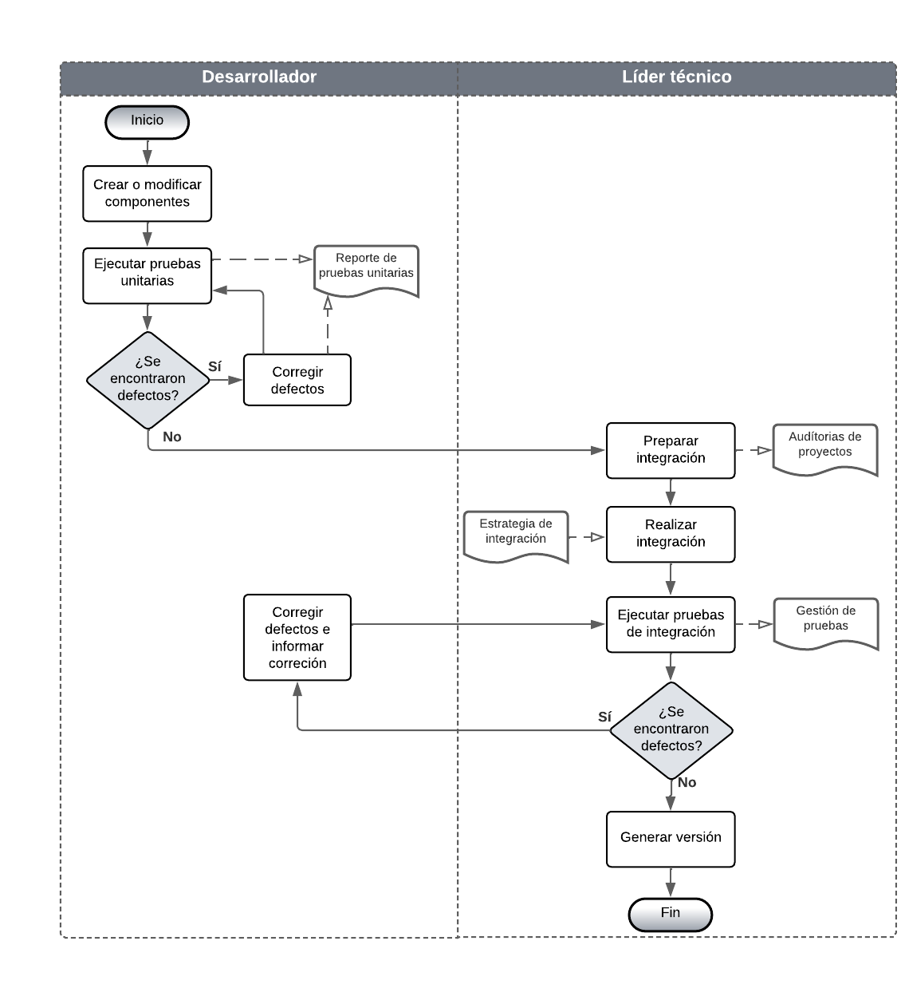 Desarrollador
Líder técnico
Inicio
Crear o modificar
componentes
Ejecutar pruebas
unitarias
Reporte de
pruebas unitarias
¿Se
encontraron
defectos?
Sí
Corregir
defectos
No
Preparar
integración
Audítorias de
proyectos
Estrategia de
integración
Realizar
integración
Corregir
defectos e
informar
correción
Ejecutar pruebas
de integración
Gestión de
pruebas
Sí
¿Se
encontraron
defectos?
No
Generar versión
Fin